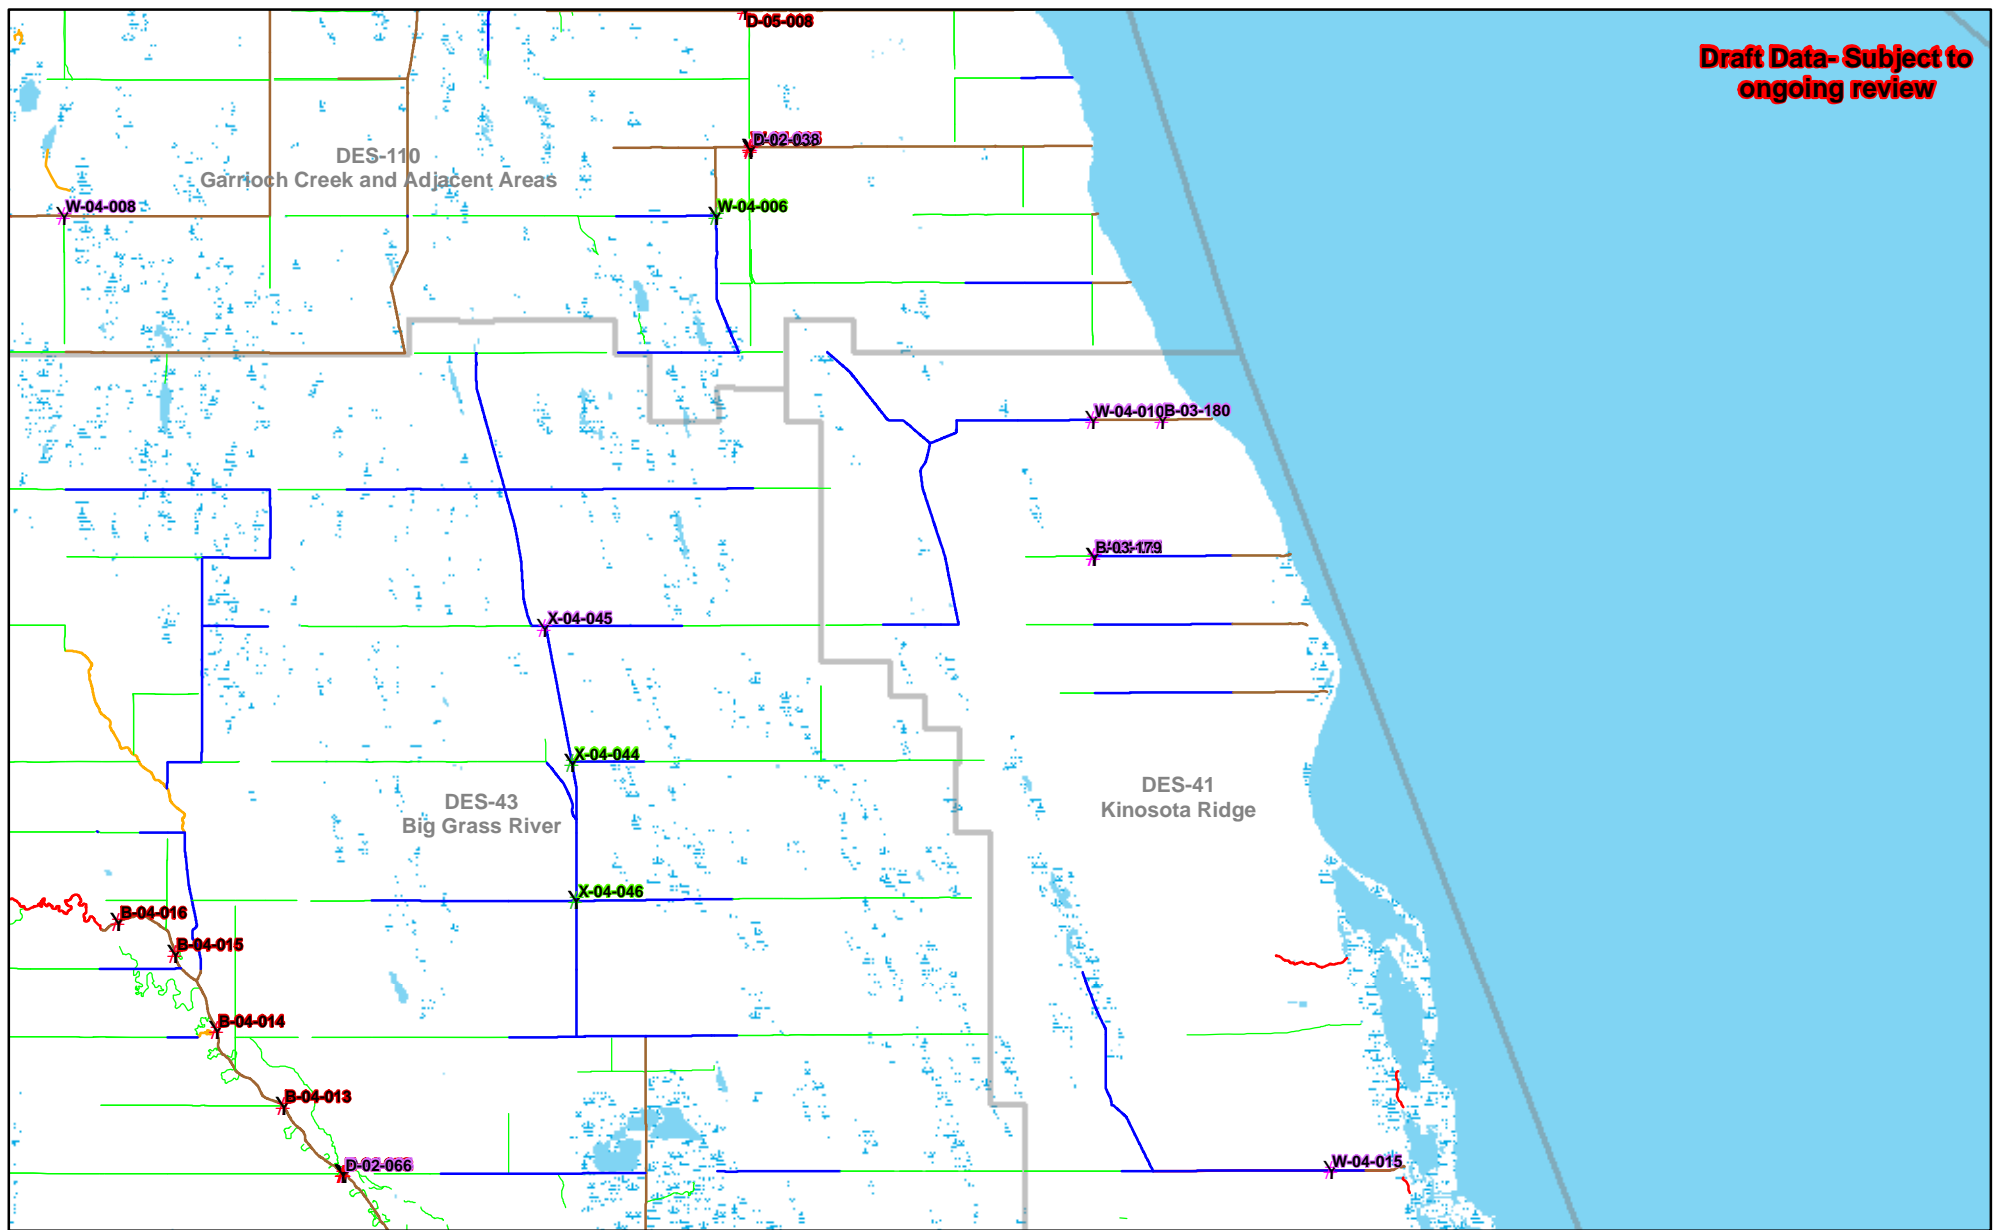 D-05-008
Draft Data- Subject to
ongoing review
D-02-038
DES-110
Garrioch Creek and Adjacent Areas
W-04-008
W-04-006
W-04-010
B-03-180
B-03-179
X-04-045
X-04-044
DES-41
Kinosota Ridge
DES-43
Big Grass River
X-04-046
B-04-016
B-04-015
B-04-014
B-04-013
D-02-066
W-04-015